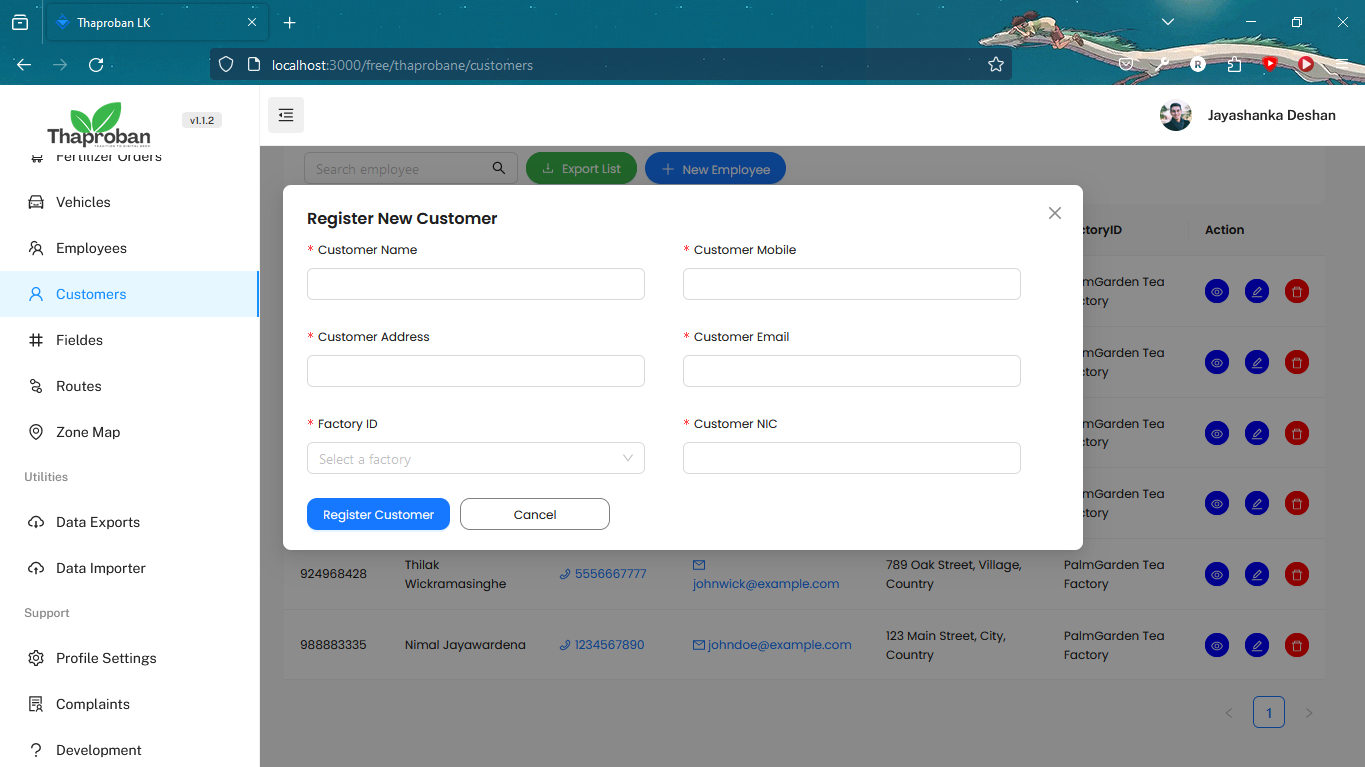 Thaproban LK
localhost:3000/free/thaprobane/customers
R
Thaproban
v1.1.2
Jayashanka Deshan
Fertilizer Orders
Vehicles
Employees
Customers
Fieldes
Routes
Zone Map
Utilities
Data Exports
Data Importer
Support
Profile Settings
Complaints
Development
Search employee
Export List
New Employee
Register New Customer
* Customer Name
* Customer Mobile
* Customer Address
* Customer Email
* Factory ID
* Customer NIC
Select a factory
Register Customer
Cancel
ctoryID
Action
mGarden Tea
ctory
mGarden Tea
ctory
mGarden Tea
ctory
mGarden Tea
ctory
924968428
Thilak
Wickramasinghe
5556667777
johnwick@example.com
789 Oak Street, Village,
Country
PalmGarden Tea
Factory
988883335
Nimal Jayawardena
1234567890
johndoe@example.com
123 Main Street, City,
Country
PalmGarden Tea
Factory
1